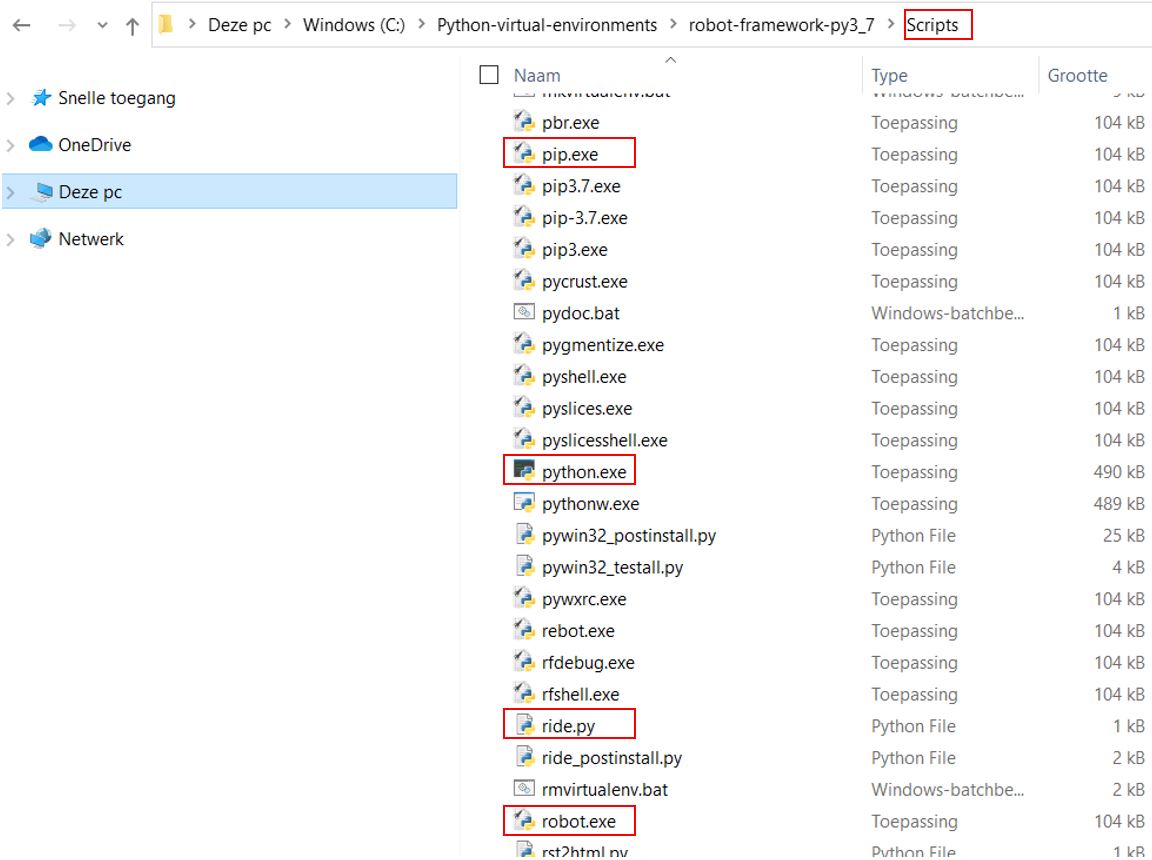 Deze pc > Windows (C:) > Python-virtual-environments > robot-framework-py3_7 > Scripts
Naam Type Grootte
Snelle toegang
OneDrive
Deze pc
Netwerk
mkvirtualenv.bat Windows-batchbe... 9 kB
pbr.exe Toepassing 104 kB
pip.exe Toepassing 104 kB
pip3.7.exe Toepassing 104 kB
pip-3.7.exe Toepassing 104 kB
pip3.exe Toepassing 104 kB
pycrust.exe Toepassing 104 kB
pydoc.bat Windows-batchbe... 1 kB
pygmentize.exe Toepassing 104 kB
pyshell.exe Toepassing 104 kB
pyslices.exe Toepassing 104 kB
pyslicesshell.exe Toepassing 104 kB
python.exe Toepassing 490 kB
pythonw.exe Toepassing 489 kB
pywin32_postinstall.py Python File 25 kB
pywin32_testall.py Python File 4 kB
pywxrc.exe Toepassing 104 kB
rebot.exe Toepassing 104 kB
rfdebug.exe Toepassing 104 kB
rfshell.exe Toepassing 104 kB
ride.py Python File 1 kB
ride_postinstall.py Python File 2 kB
rmvirtualenv.bat Windows-batchbe... 2 kB
robot.exe Toepassing 104 kB
rst2html.py Python File 1 kB